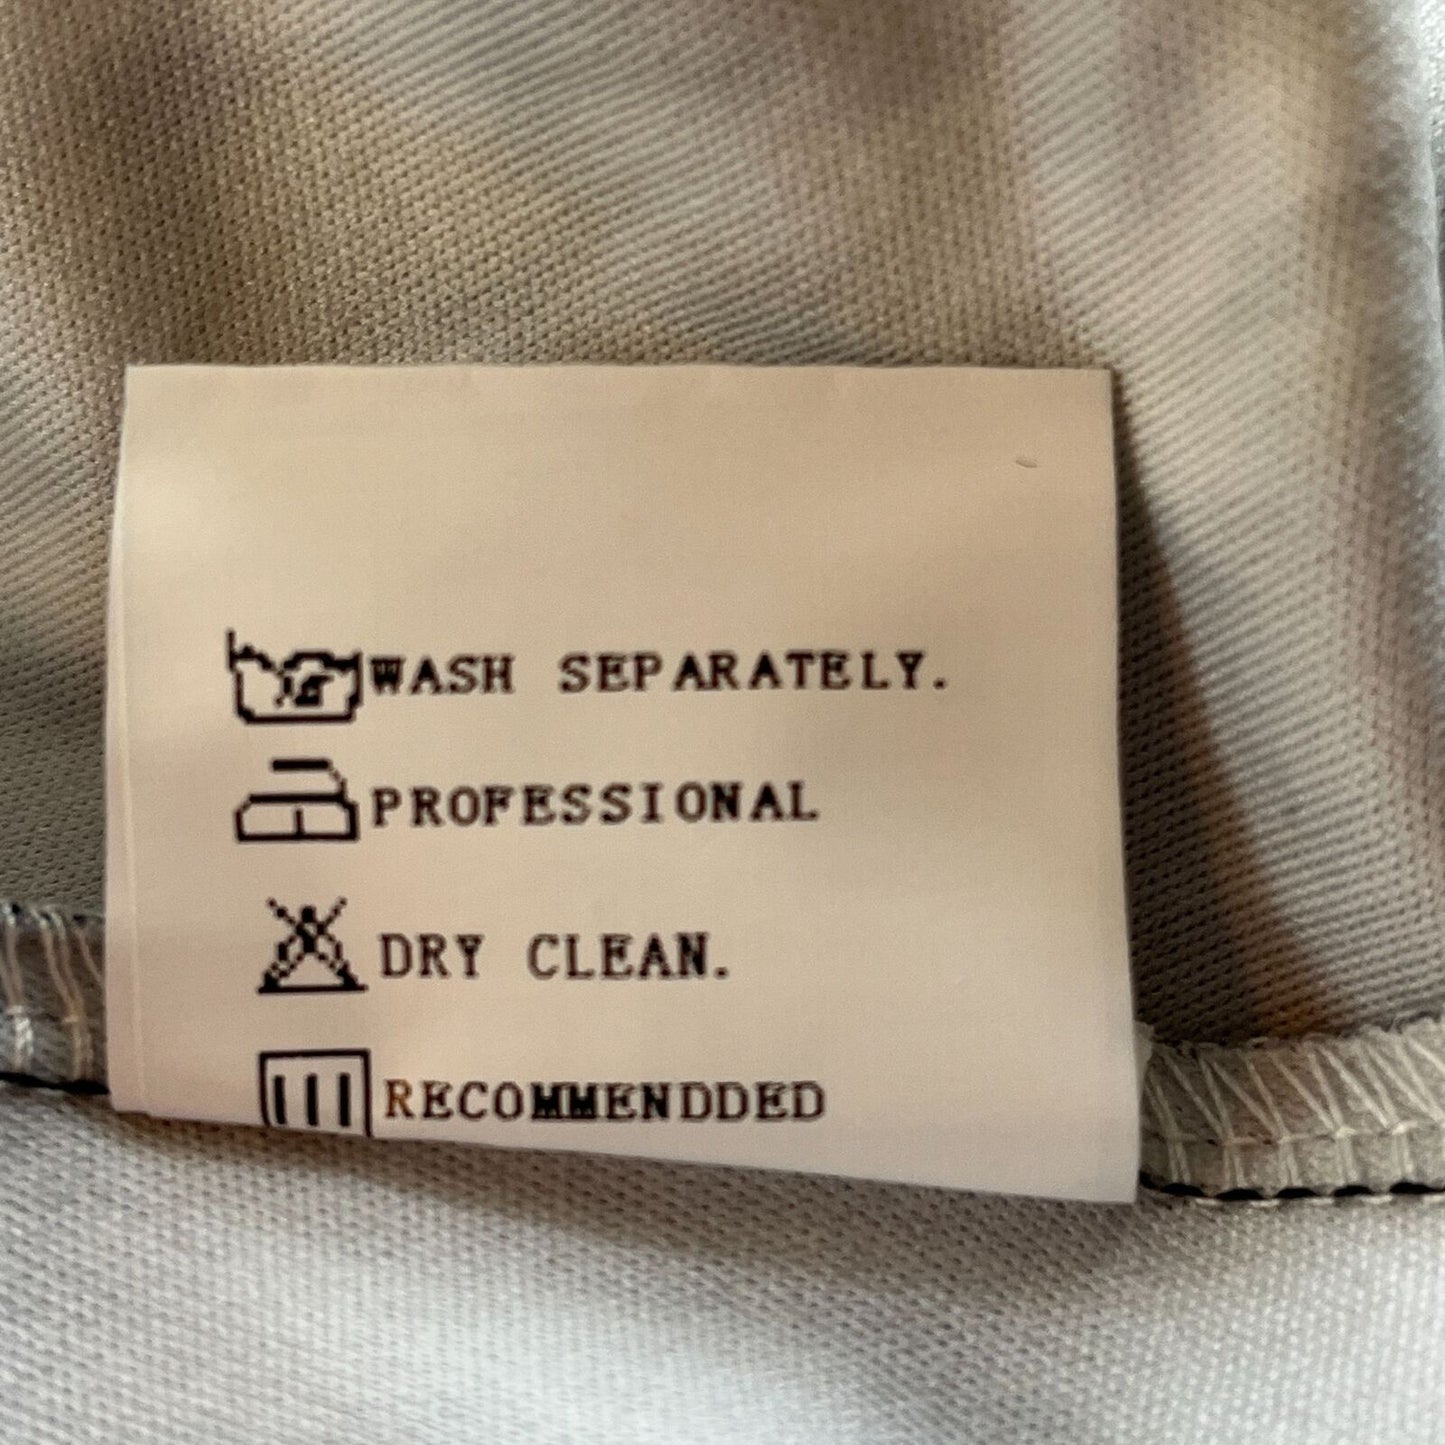 WASH SEPARATELY.
PROFESSIONAL
DRY CLEAN.
RECOMMENDDED